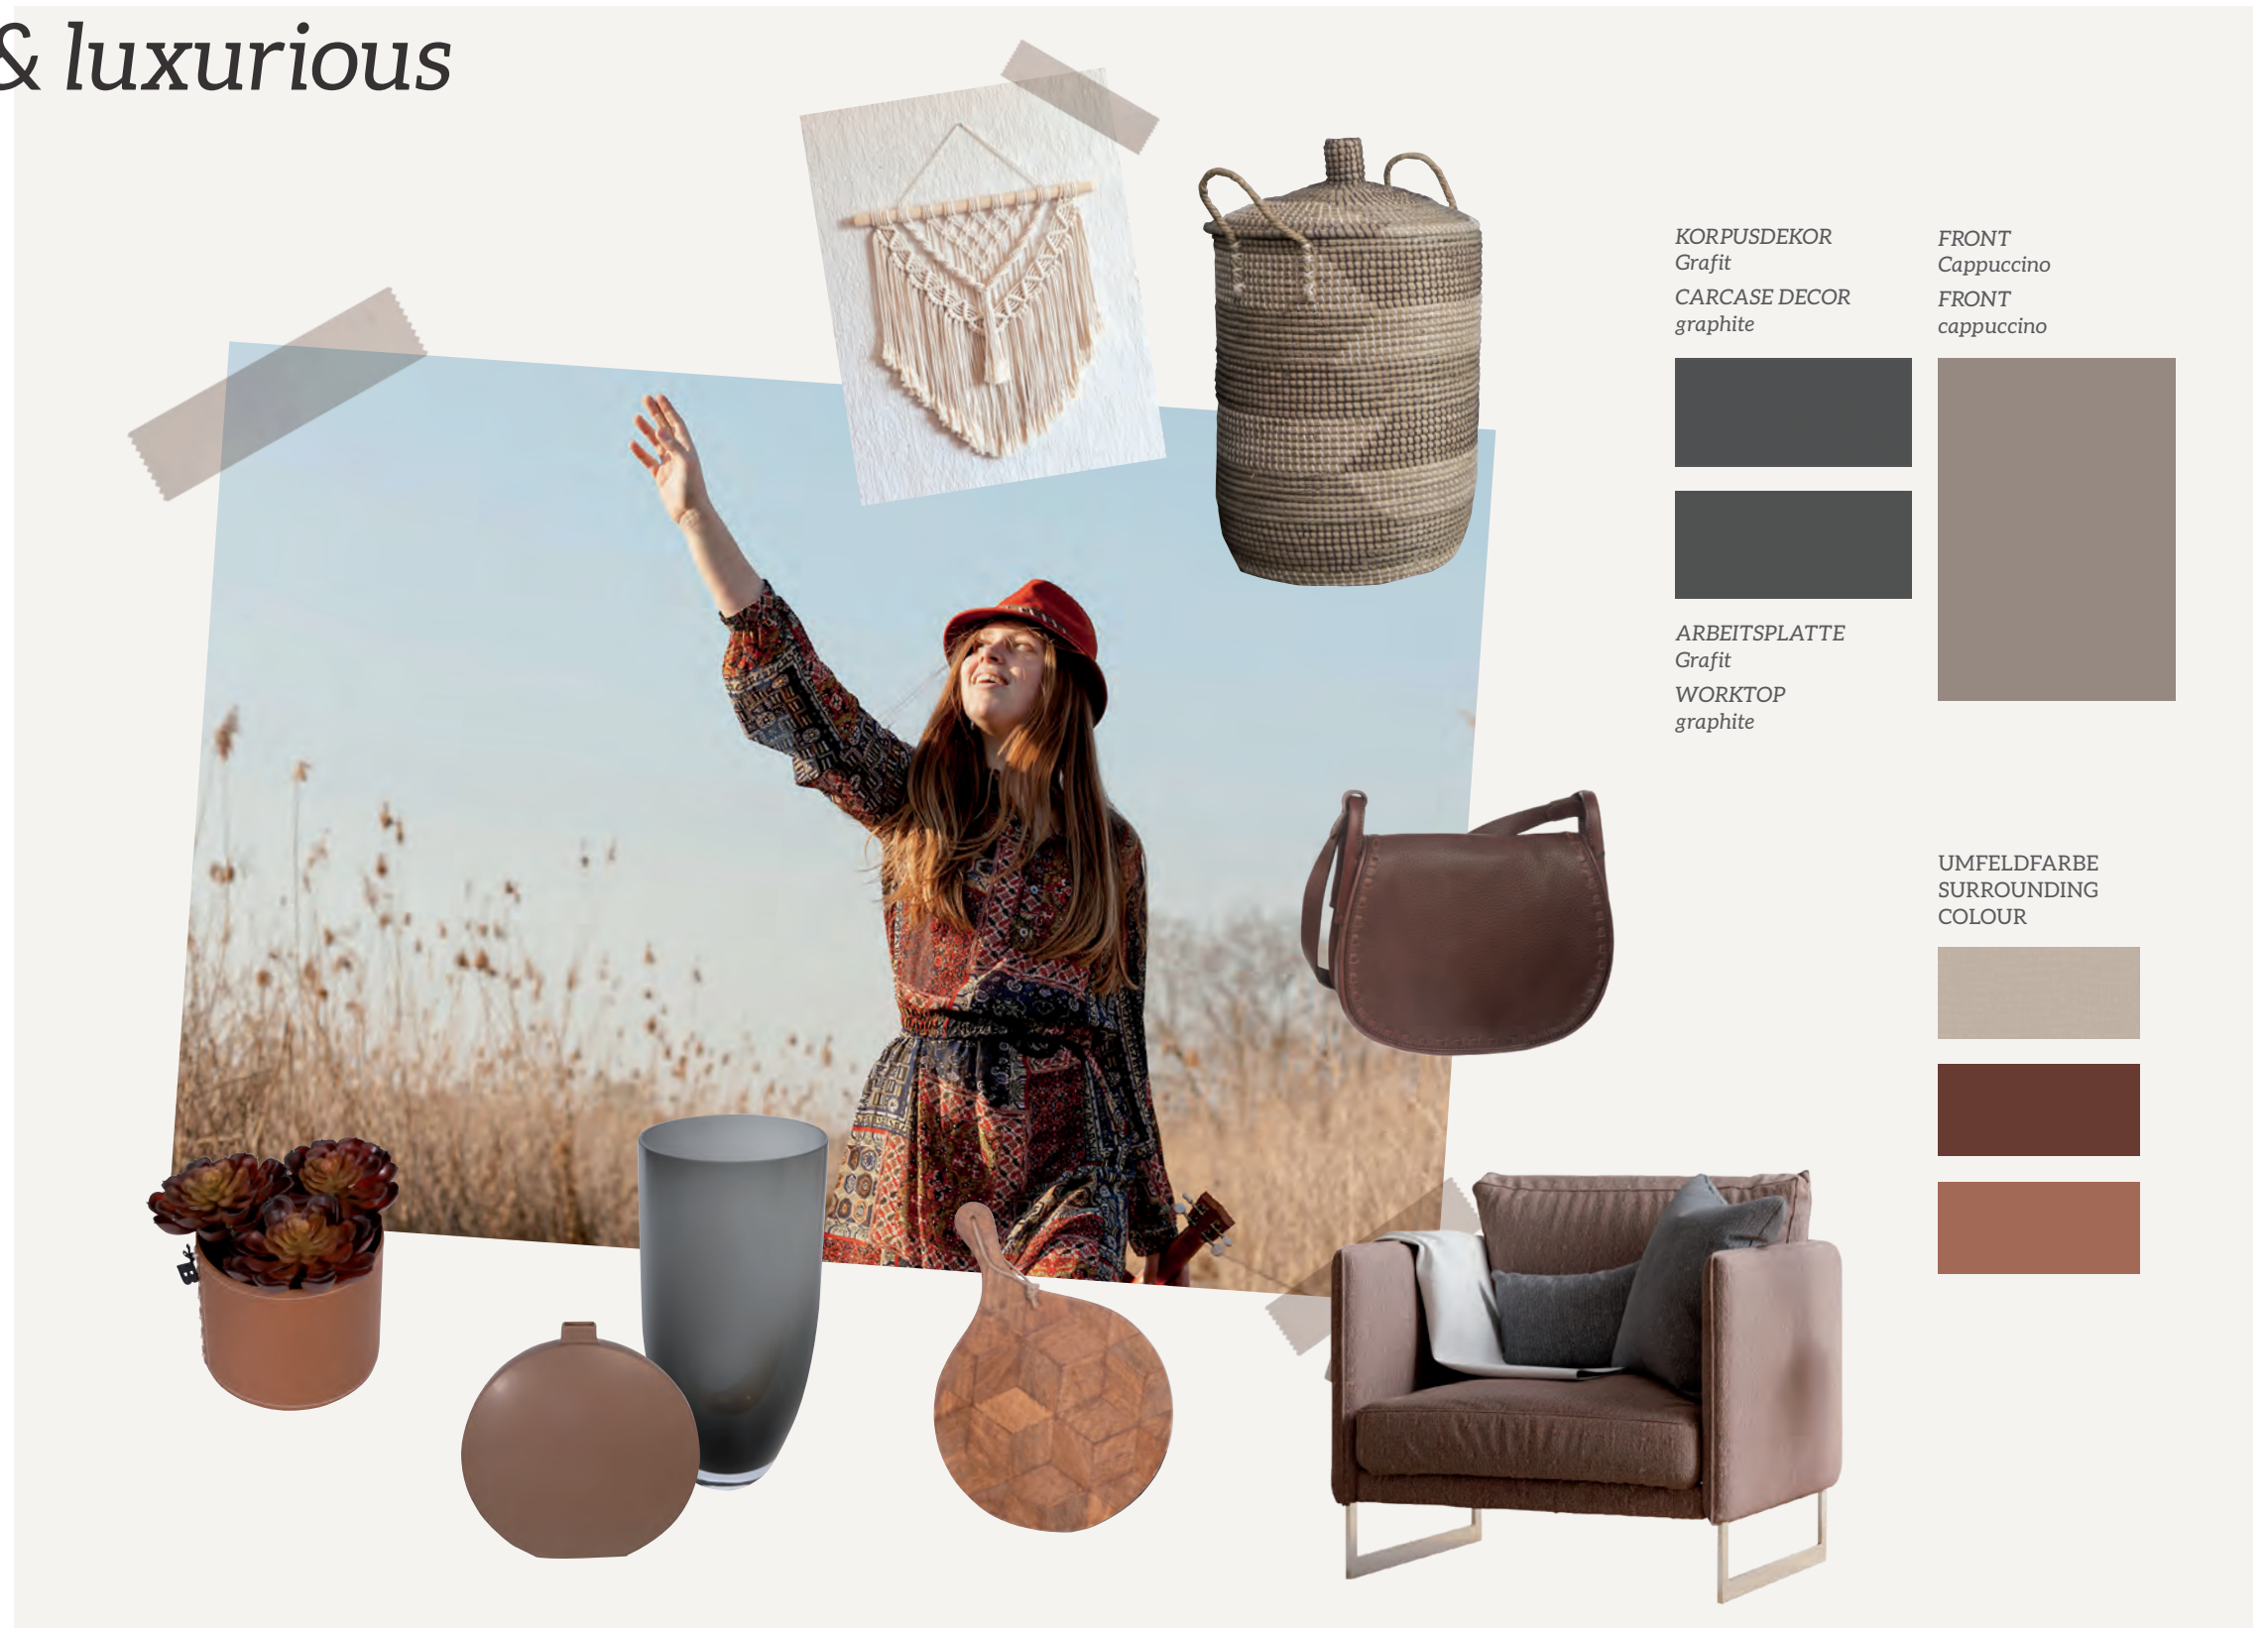 & luxurious
KORPUSDEKOR
Grafit
CARCASE DECOR
graphite
FRONT
Cappuccino
FRONT
cappuccino
ARBEITSPLATTE
Grafit
WORKTOP
graphite
UMFELDFARBE
SURROUNDING
COLOUR
B